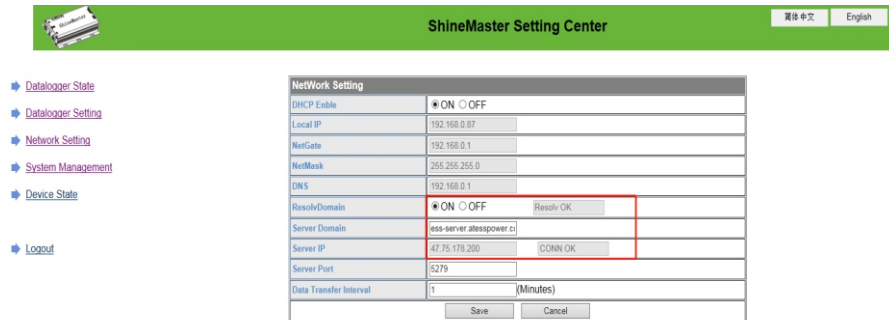 ShineMaster
ShineMaster Setting Center
简体中文 English
Datalogger State
Datalogger Setting
Network Setting
System Management
Device State
Logout
NetWork Setting
DHCP Enble ON OFF
Local IP 192.168.0.87
NetGate 192.168.0.1
NetMask 255.255.255.0
DNS 192.168.0.1
ResolvDomain ON OFF Resolv OK
Server Domain ess-server.atesspower.c
Server IP 47.75.178.200 CONN OK
Server Port 5279
Data Transfer Interval 1 (Minutes)
Save Cancel